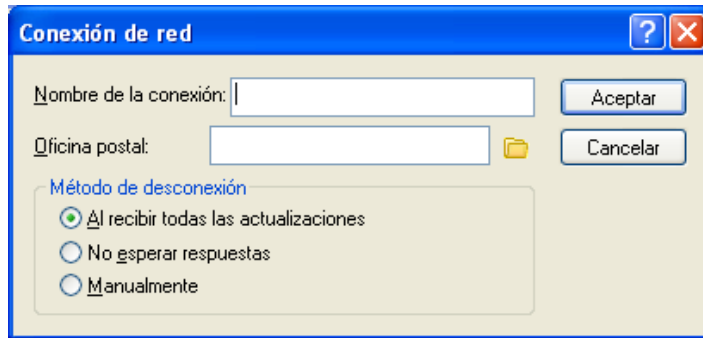 Conexión de red
Nombre de la conexión:
Aceptar
Oficina postal:
Cancelar
Método de desconexión
Al recibir todas las actualizaciones
No esperar respuestas
Manualmente